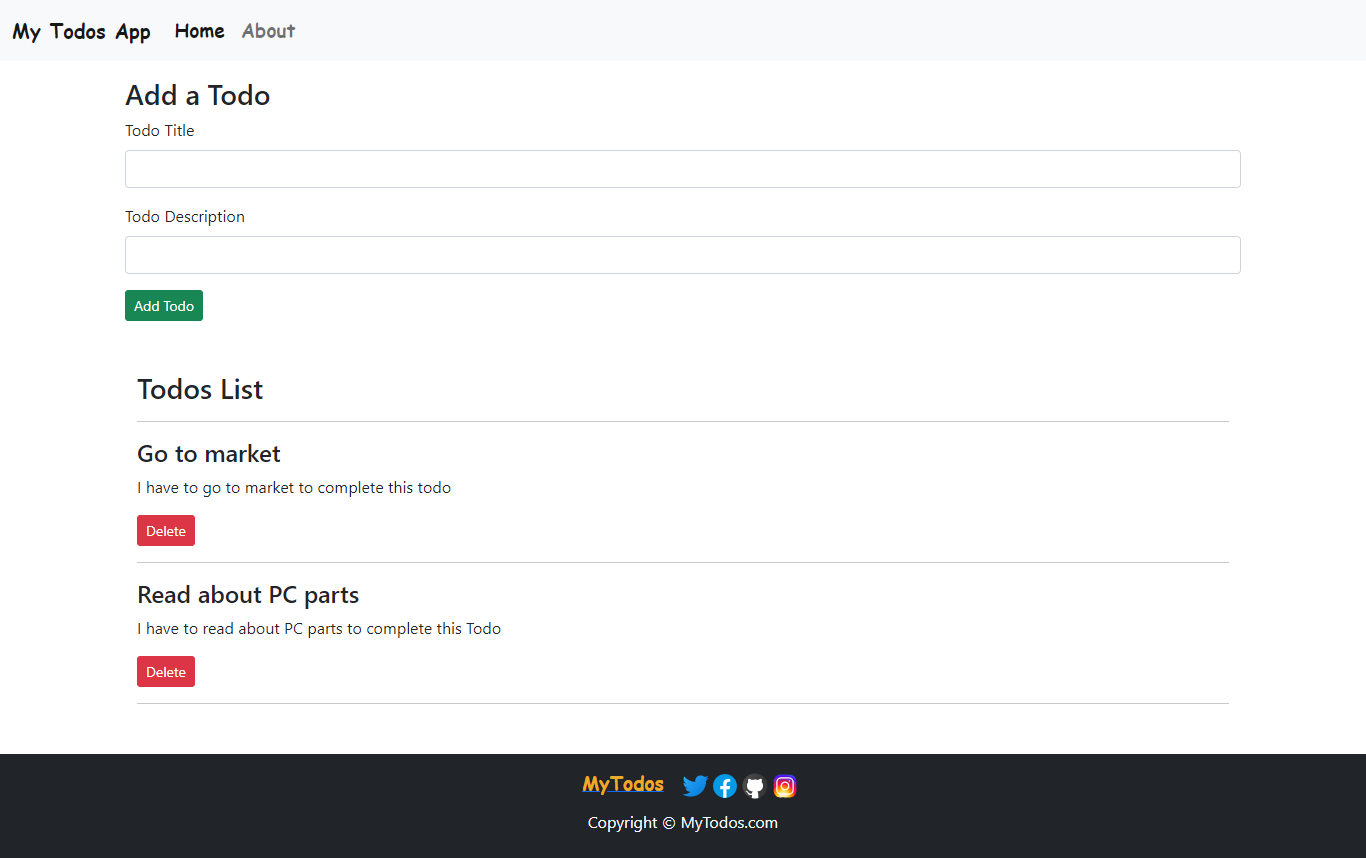 My Todos App Home About
Add a Todo
Todo Title
Todo Description
Add Todo
Todos List
Go to market
I have to go to market to complete this todo
Delete
Read about PC parts
I have to read about PC parts to complete this Todo
Delete
MyTodos
Copyright © MyTodos.com